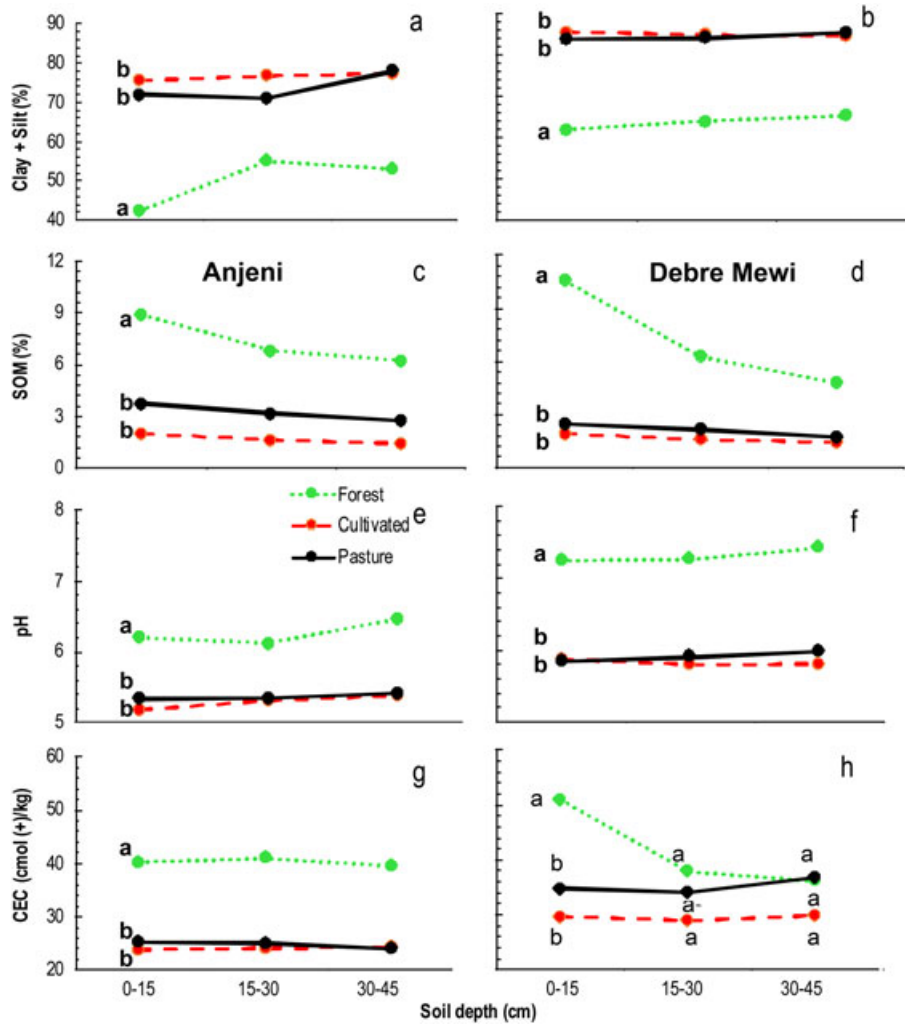 a
b
90
80
70
60
50
40
Clay + Silt (%)
b
b
a
b
b
a
Anjeni
c
Debre Mewi
d
12
9
6
3
0
SOM (%)
a
b
b
a
b
b
Forest
Cultivated
Pasture
e
f
8
7
6
5
pH
a
b
b
a
b
b
g
h
60
50
40
30
20
CEC (cmol (+)/kg)
a
b
b
a
a
a
b
a
a
b
a
a
0-15 15-30 30-45
0-15 15-30 30-45
Soil depth (cm)